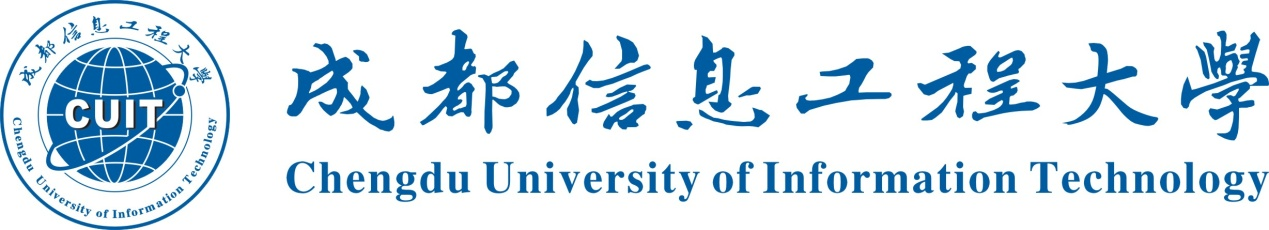 成都信息工程大學
CUIT
Chengdu University of Information Technology
成都信息工程大學
Chengdu University of Information Technology